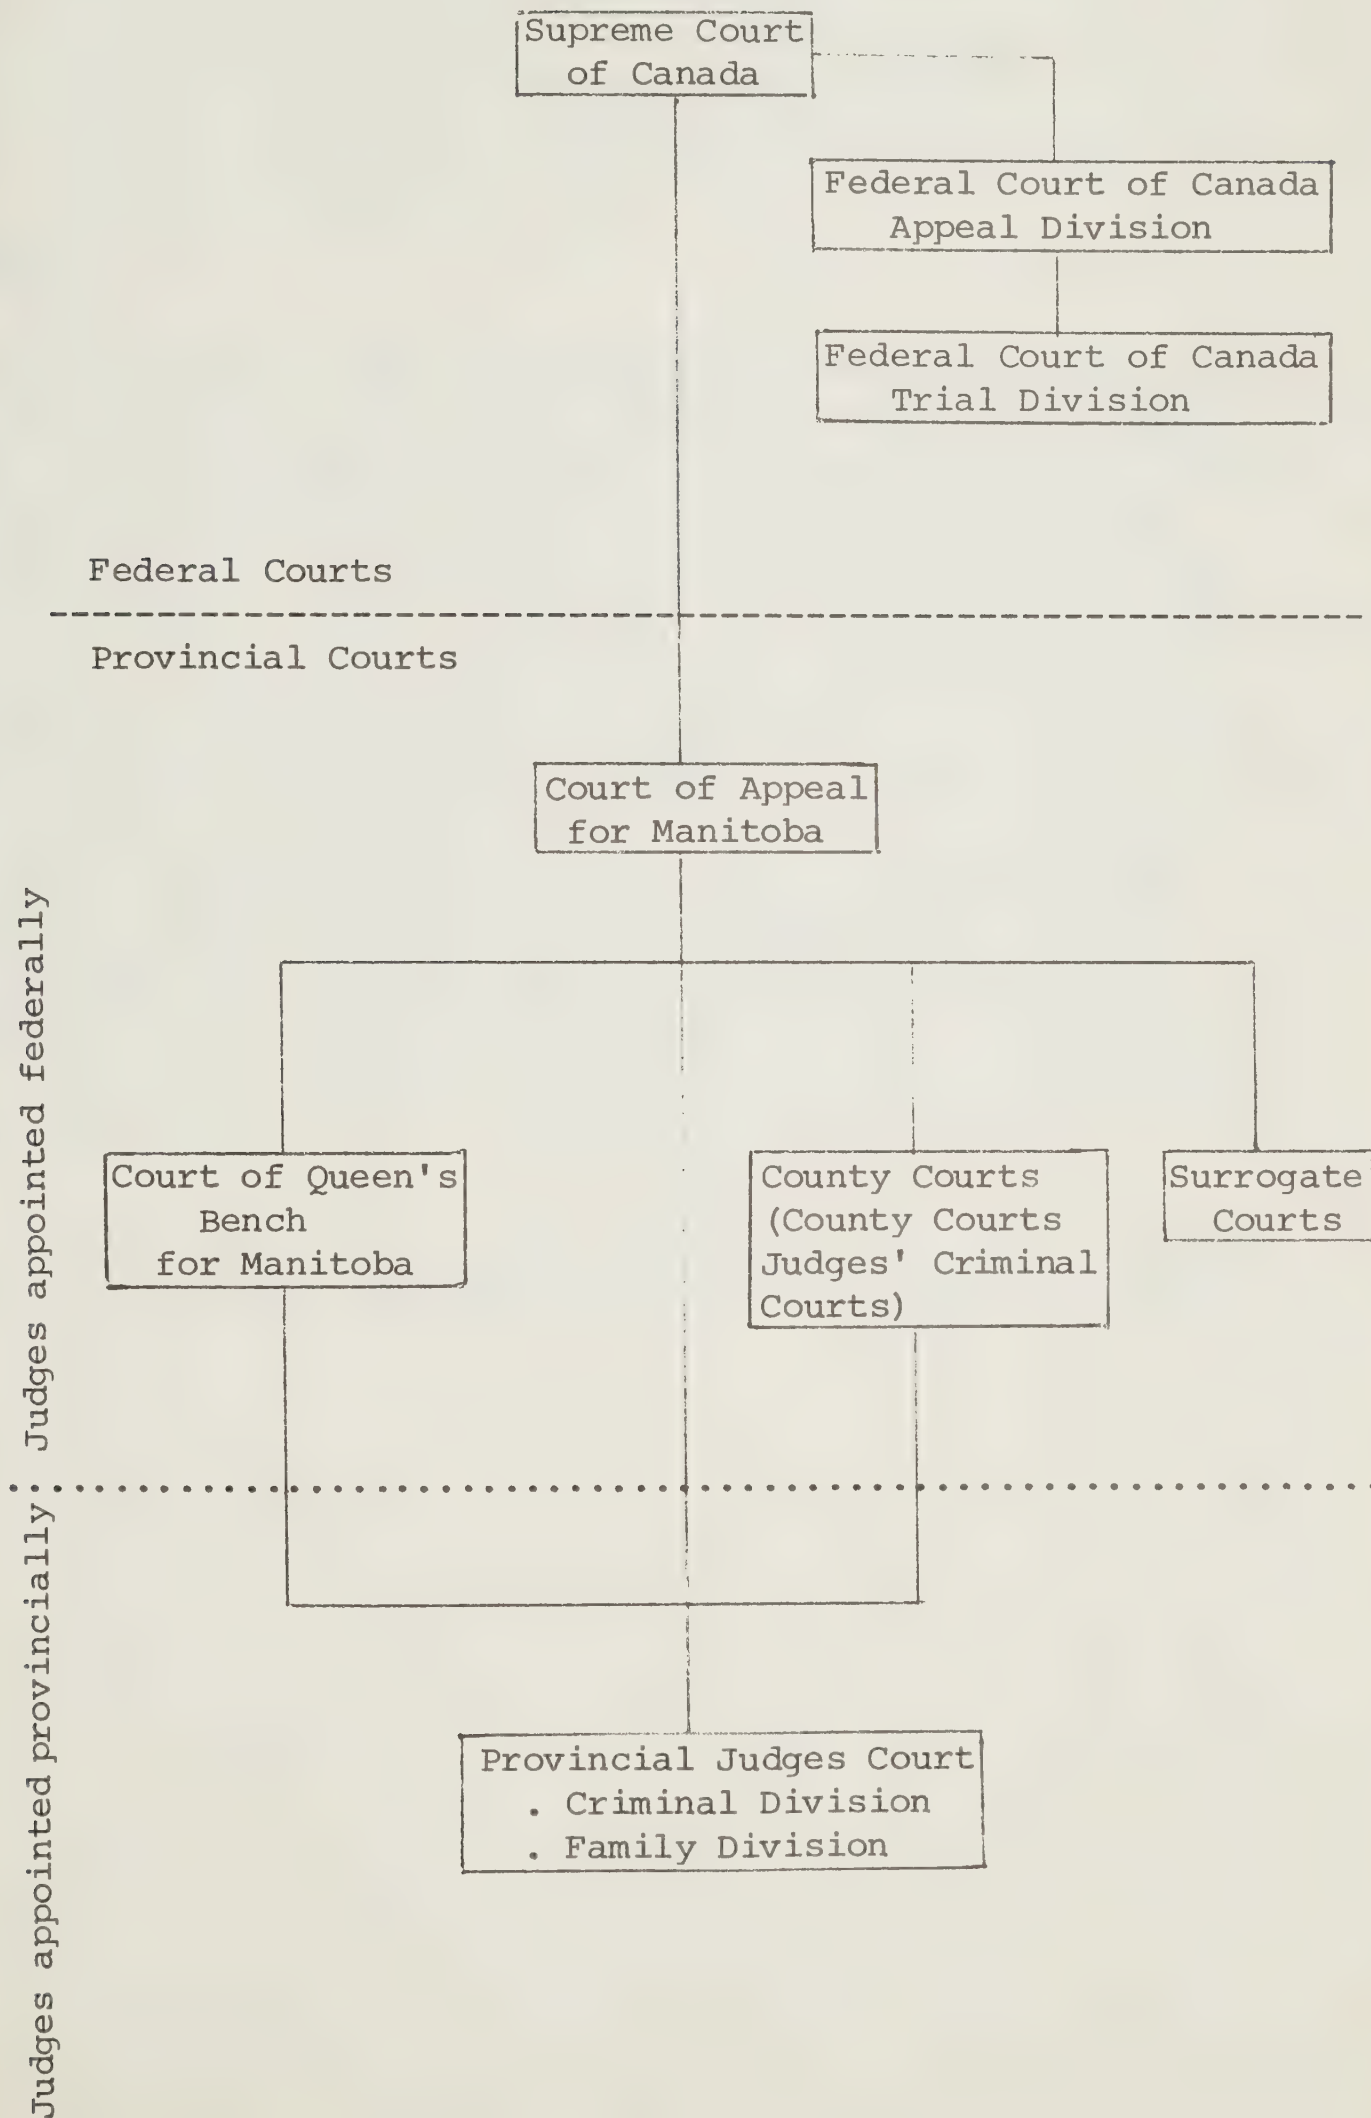 Supreme Court
of Canada
Federal Court of Canada
Appeal Division
Federal Court of Canada
Trial Division
Federal Courts
Provincial Courts
Court of Appeal
for Manitoba
Judges appointed federally
Court of Queen's
Bench
for Manitoba
County Courts
(County Courts
Judges' Criminal
Courts)
Surrogate
Courts
Judges appointed provincially
Provincial Judges Court
. Criminal Division
. Family Division